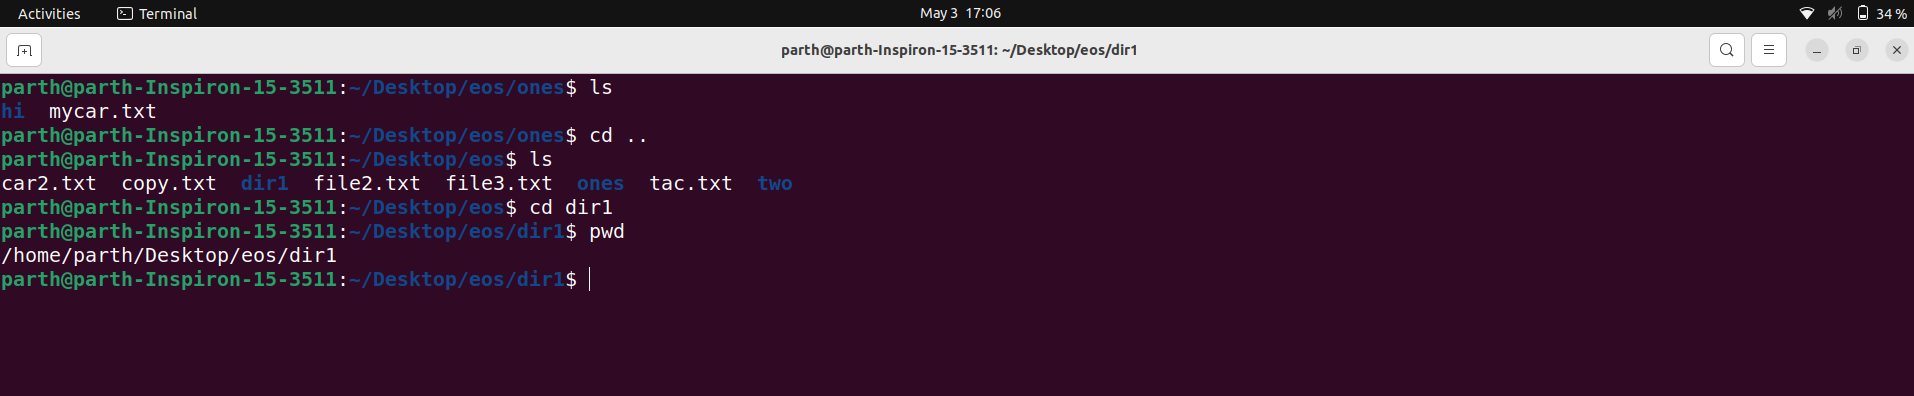 Activities Terminal May 3 17:06 34 %
parth@parth-Inspiron-15-3511: ~/Desktop/eos/dir1
parth@parth-Inspiron-15-3511:~/Desktop/eos/ones$ ls
hi  mycar.txt
parth@parth-Inspiron-15-3511:~/Desktop/eos/ones$ cd ..
parth@parth-Inspiron-15-3511:~/Desktop/eos$ ls
car2.txt  copy.txt  dir1  file2.txt  file3.txt  ones  tac.txt  two
parth@parth-Inspiron-15-3511:~/Desktop/eos$ cd dir1
parth@parth-Inspiron-15-3511:~/Desktop/eos/dir1$ pwd
/home/parth/Desktop/eos/dir1
parth@parth-Inspiron-15-3511:~/Desktop/eos/dir1$